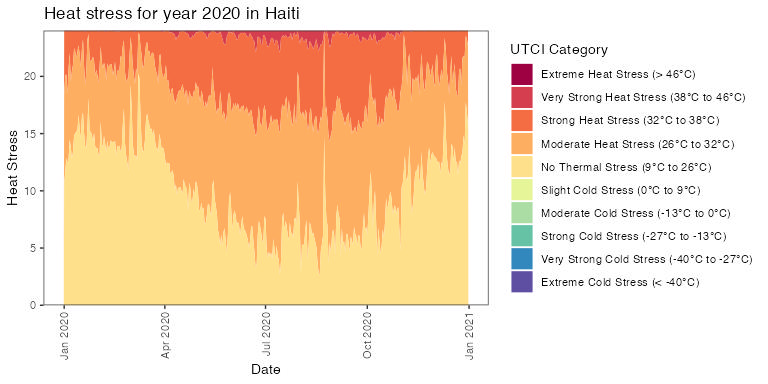 Heat stress for year 2020 in Haiti
Heat Stress
20
15
10
5
0
Jan 2020
Apr 2020
Jul 2020
Oct 2020
Jan 2021
Date
UTCI Category
Extreme Heat Stress (> 46°C)
Very Strong Heat Stress (38°C to 46°C)
Strong Heat Stress (32°C to 38°C)
Moderate Heat Stress (26°C to 32°C)
No Thermal Stress (9°C to 26°C)
Slight Cold Stress (0°C to 9°C)
Moderate Cold Stress (-13°C to 0°C)
Strong Cold Stress (-27°C to -13°C)
Very Strong Cold Stress (-40°C to -27°C)
Extreme Cold Stress (< -40°C)